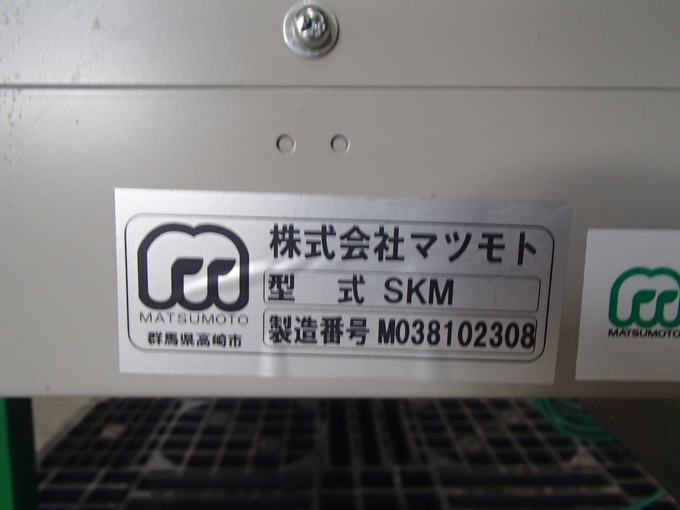 株式会社マツモト
型 式 SKM
製造番号 M038102308
MATSUMOTO
群馬県高崎市
MATSUMOTO